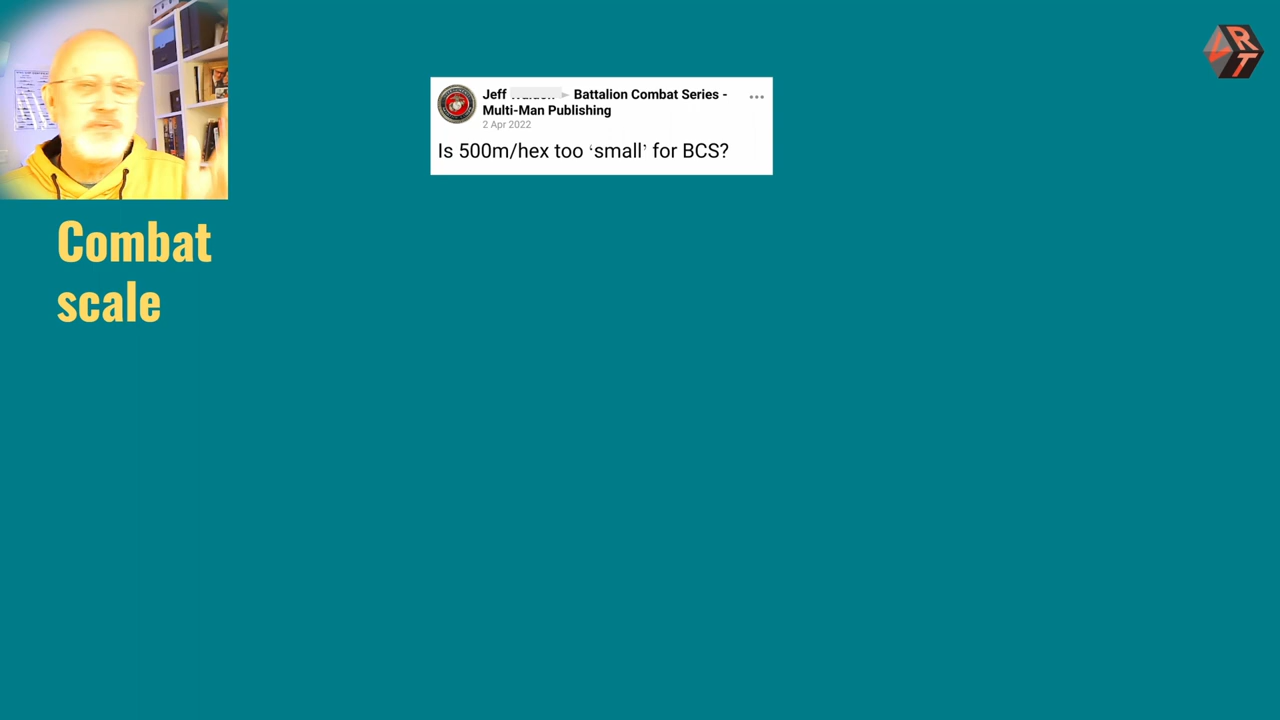 RT
Jeff Battalion Combat Series -
Multi-Man Publishing
2 Apr 2022
Is 500m/hex too ‘small’ for BCS?
Combat
scale